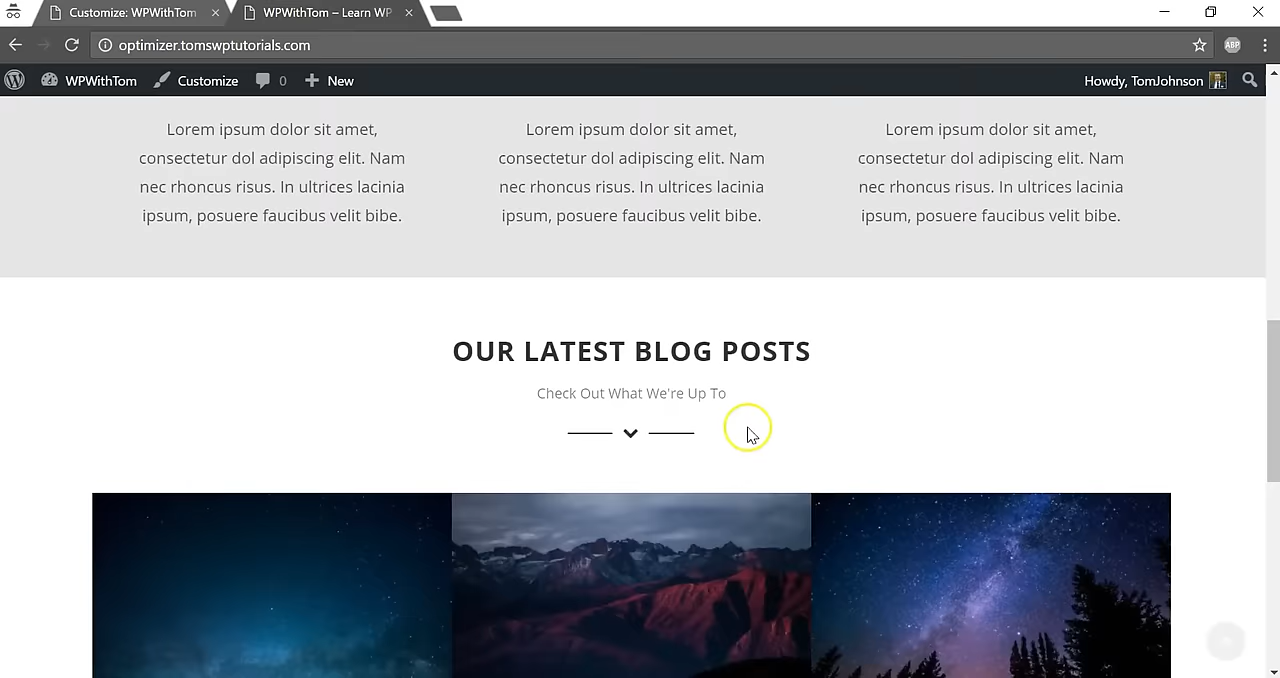 Customize: WPWithTom
WPWithTom – Learn WP
optimizer.tomswptutorials.com
ABP
WPWithTom
Customize
0
New
Howdy, TomJohnson
Lorem ipsum dolor sit amet,
consectetur dol adipiscing elit. Nam
nec rhoncus risus. In ultrices lacinia
ipsum, posuere faucibus velit bibe.
Lorem ipsum dolor sit amet,
consectetur dol adipiscing elit. Nam
nec rhoncus risus. In ultrices lacinia
ipsum, posuere faucibus velit bibe.
Lorem ipsum dolor sit amet,
consectetur dol adipiscing elit. Nam
nec rhoncus risus. In ultrices lacinia
ipsum, posuere faucibus velit bibe.
OUR LATEST BLOG POSTS
Check Out What We're Up To